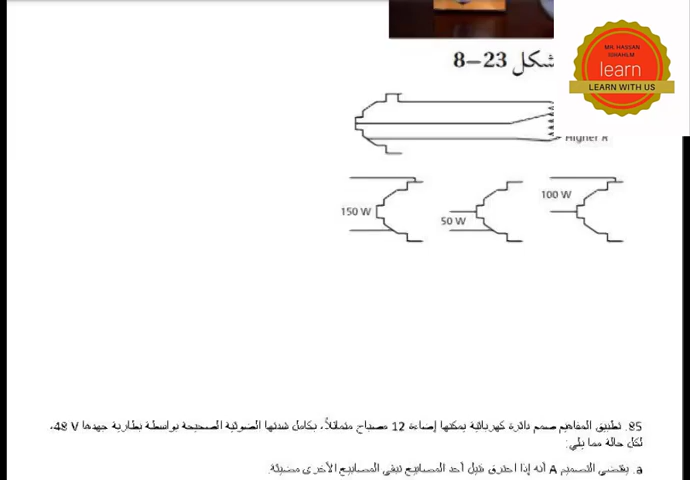 شكل 23–8
MR HASSAN
learn
LEARN WITH US
Higher R
100 W
150 W
50 W
85. تطبيق المفاهيم صمم دائرة كهربائية يمكنها إضاءة 12 مصباح متماثلاً، بكامل شدتها الضوئية الصحيحة بواسطة بطارية جهدها 48 V،
لكل حالة مما يلي:
a. يقتضي التصميم A أنه إذا احترق فتيل أحد المصابيح تبقى المصابيح الأخرى مضيئة.